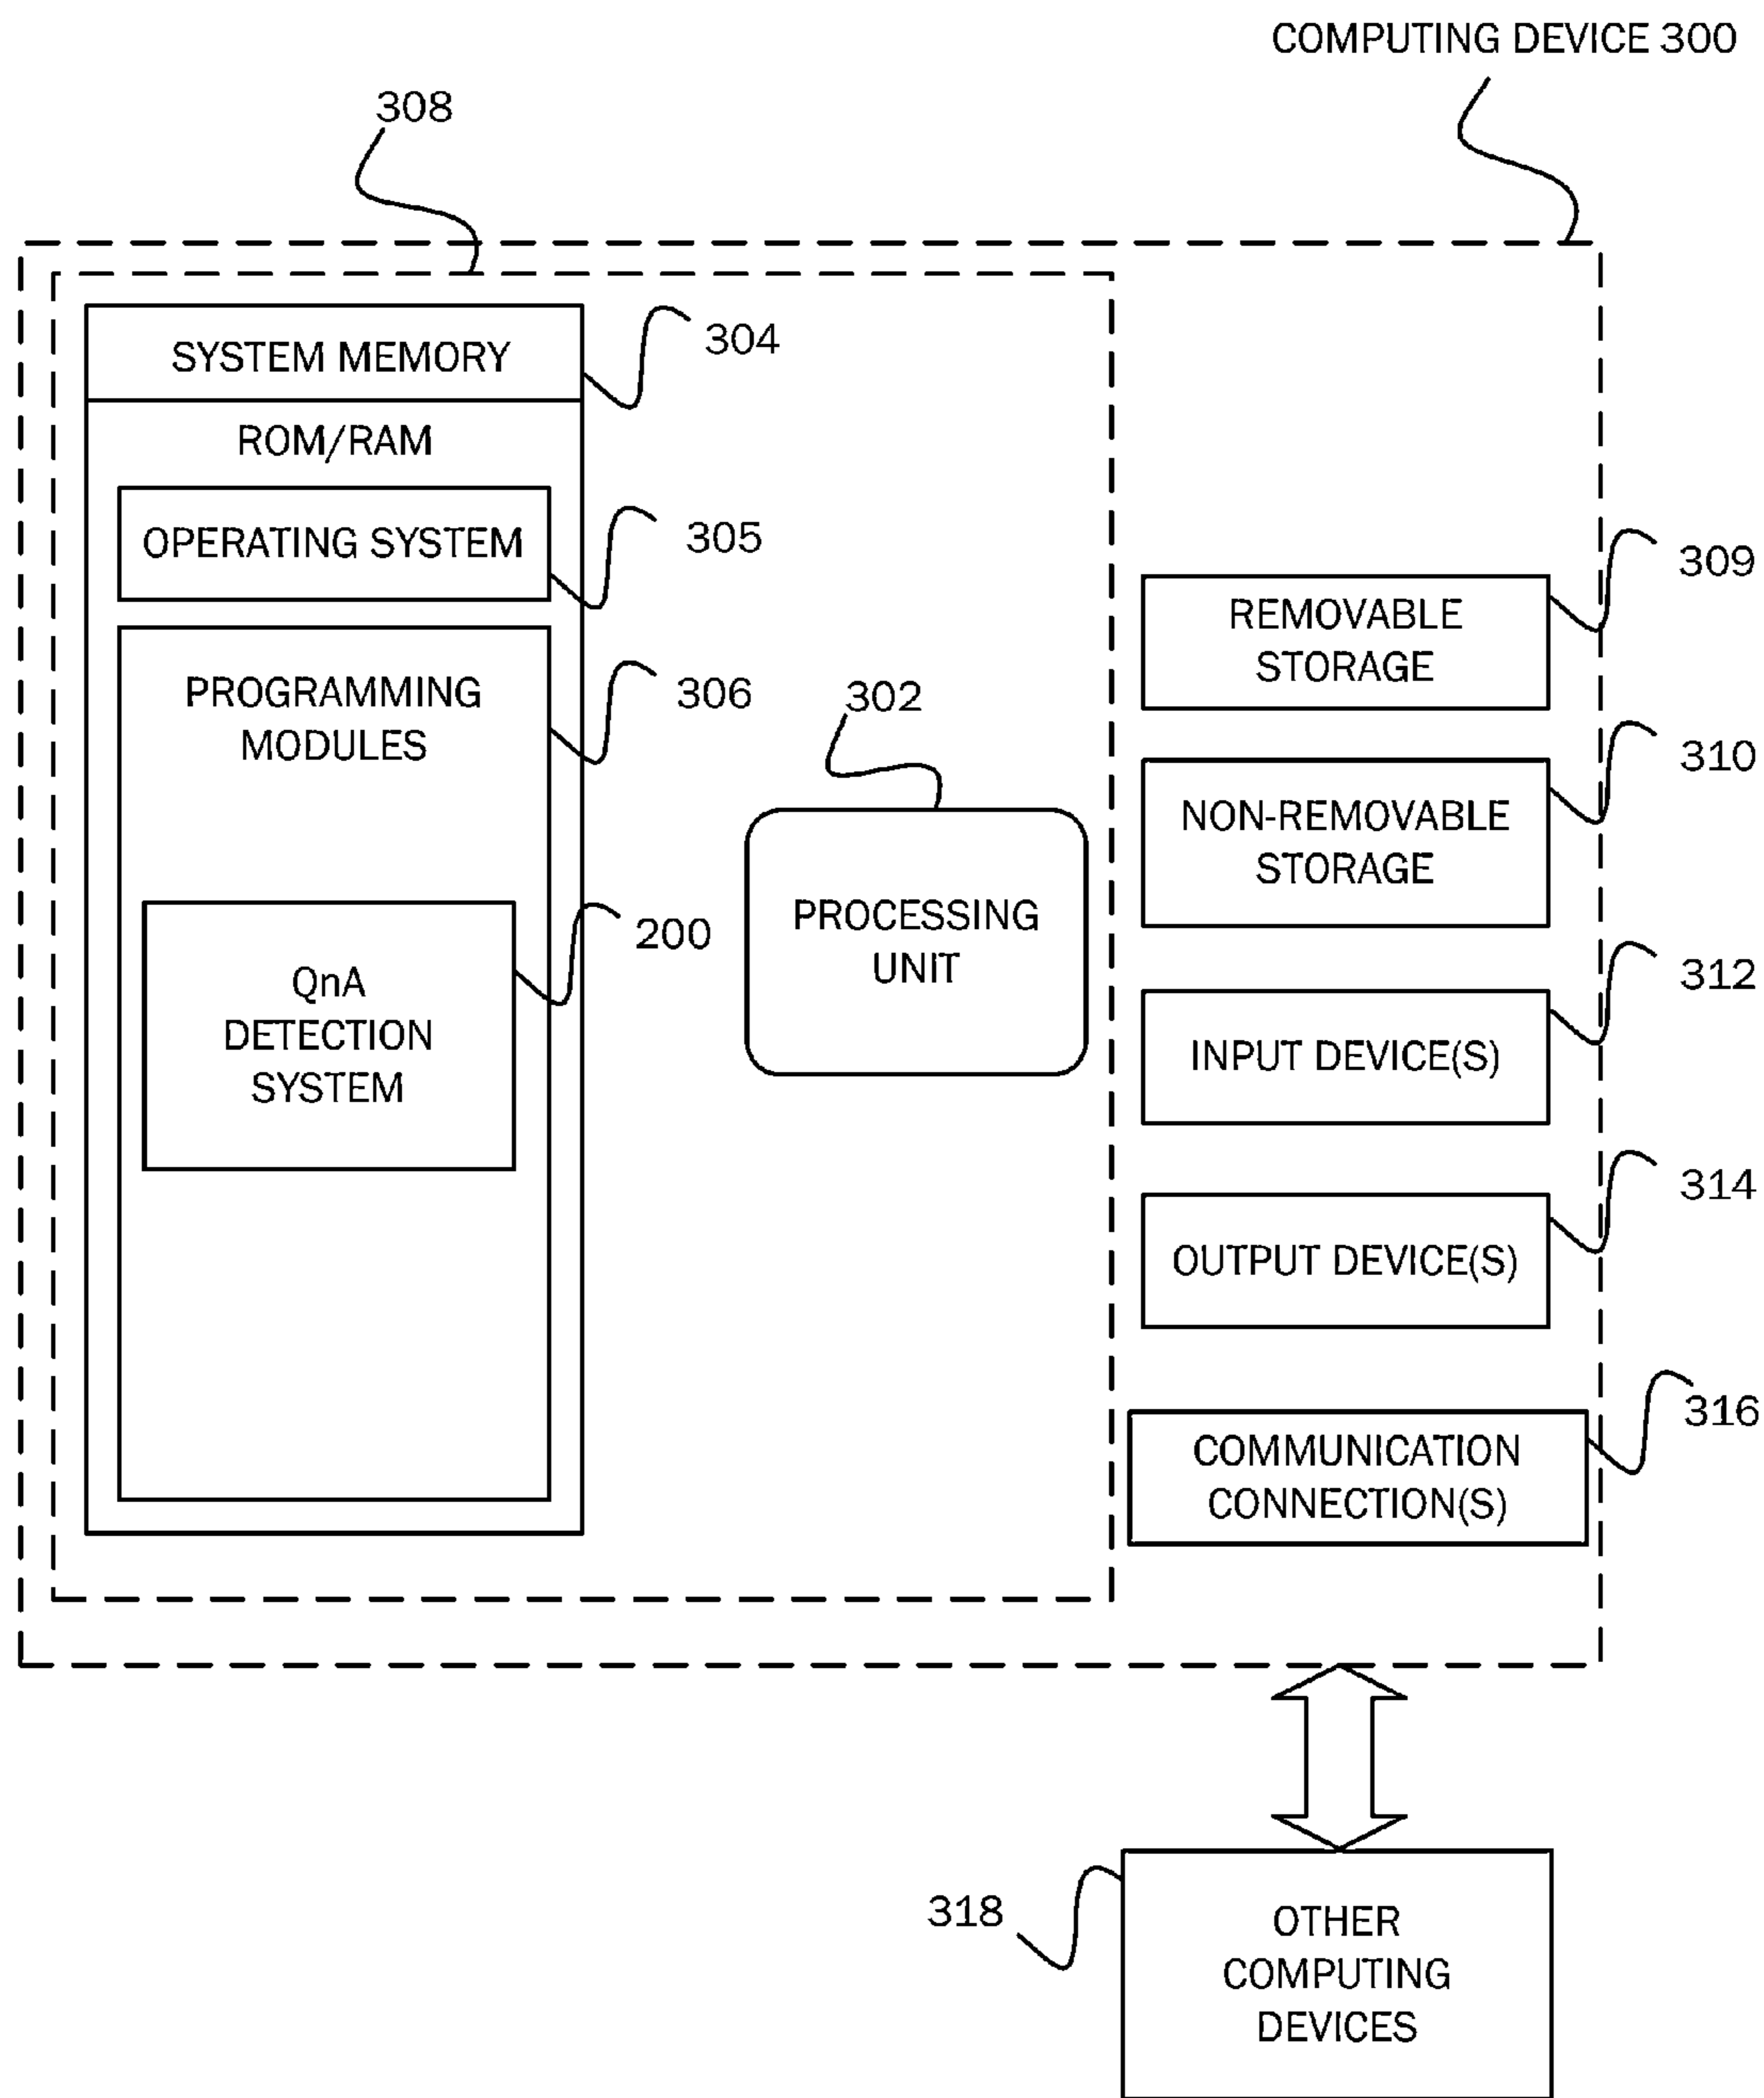 COMPUTING DEVICE 300
308
SYSTEM MEMORY
304
ROM/RAM
OPERATING SYSTEM
305
PROGRAMMING
MODULES
306
QnA
DETECTION
SYSTEM
200
302
PROCESSING
UNIT
REMOVABLE
STORAGE
309
NON-REMOVABLE
STORAGE
310
INPUT DEVICE(S)
312
OUTPUT DEVICE(S)
314
COMMUNICATION
CONNECTION(S)
316
318
OTHER
COMPUTING
DEVICES